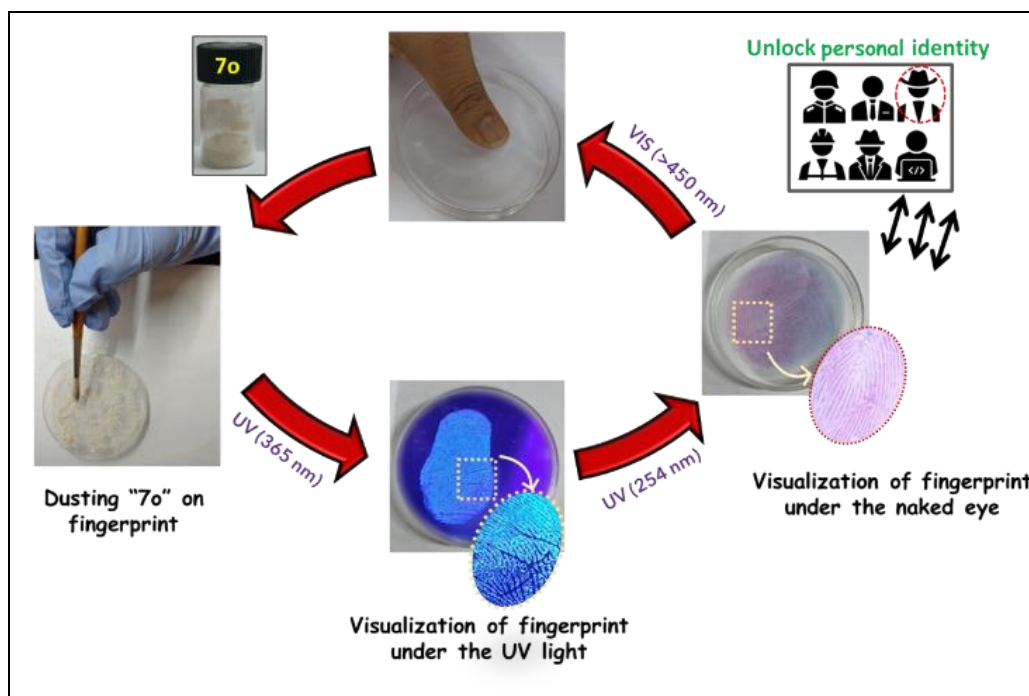 7o
Unlock personal identity
VIS (>450 nm)
</>
UV (365 nm)
UV (254 nm)
Dusting "7o" on
fingerprint
Visualization of fingerprint
under the naked eye
Visualization of fingerprint
under the UV light